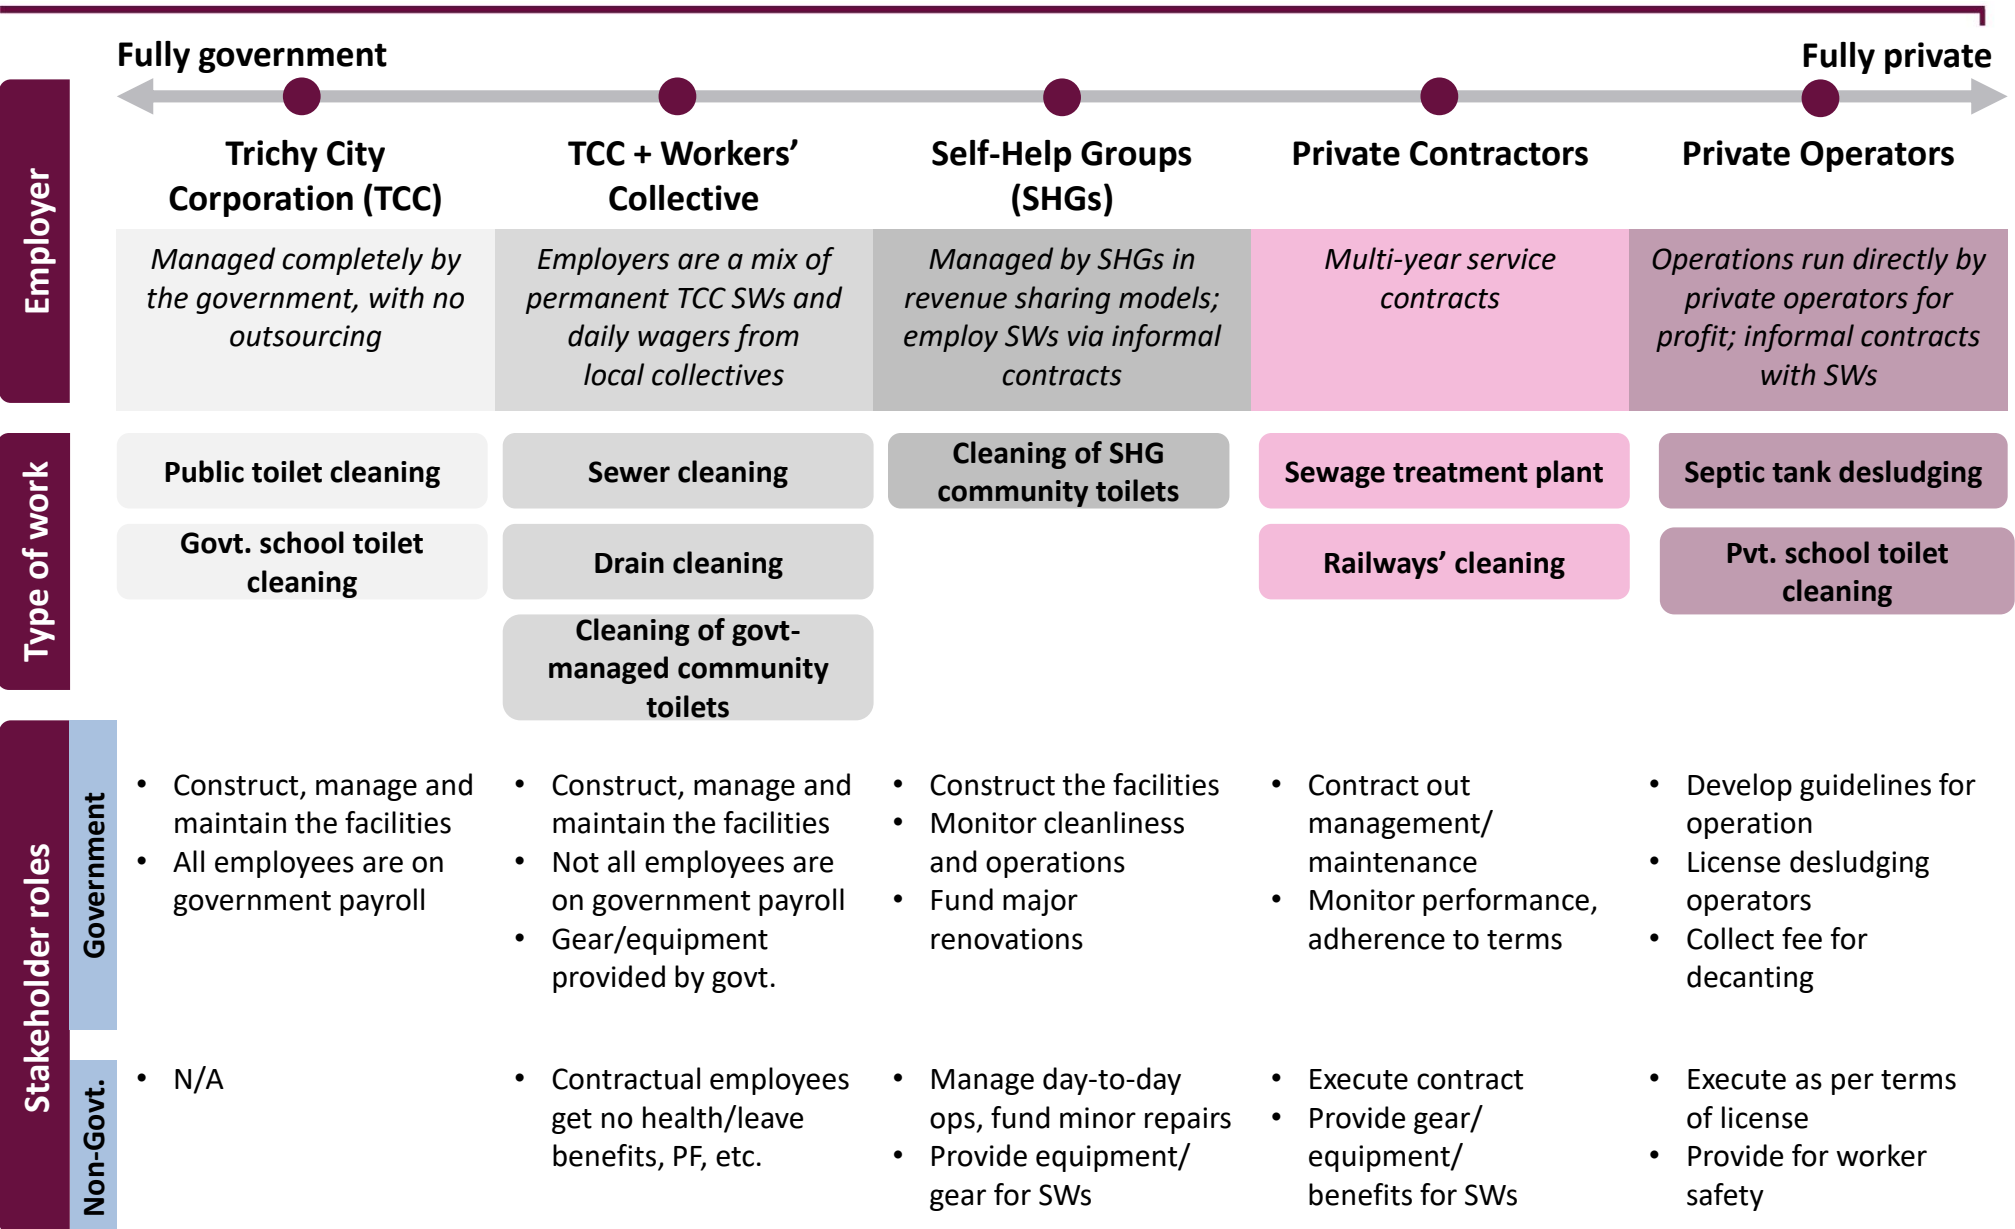 Fully government
Fully private
Employer
Trichy City
Corporation (TCC)
TCC + Workers’
Collective
Self-Help Groups
(SHGs)
Private Contractors
Private Operators
Managed completely by
the government, with no
outsourcing
Employers are a mix of
permanent TCC SWs and
daily wagers from
local collectives
Managed by SHGs in
revenue sharing models;
employ SWs via informal
contracts
Multi-year service
contracts
Operations run directly by
private operators for
profit; informal contracts
with SWs
Type of work
Public toilet cleaning
Govt. school toilet
cleaning
Sewer cleaning
Drain cleaning
Cleaning of govt-
managed community
toilets
Cleaning of SHG
community toilets
Sewage treatment plant
Railways’ cleaning
Septic tank desludging
Pvt. school toilet
cleaning
Stakeholder roles
Government
• Construct, manage and
maintain the facilities
• All employees are on
government payroll
• Construct, manage and
maintain the facilities
• Not all employees are
on government payroll
• Gear/equipment
provided by govt.
• Construct the facilities
• Monitor cleanliness
and operations
• Fund major
renovations
• Contract out
management/
maintenance
• Monitor performance,
adherence to terms
• Develop guidelines for
operation
• License desludging
operators
• Collect fee for
decanting
Non-Govt.
• N/A
• Contractual employees
get no health/leave
benefits, PF, etc.
• Manage day-to-day
ops, fund minor repairs
• Provide equipment/
gear for SWs
• Execute contract
• Provide gear/
equipment/
benefits for SWs
• Execute as per terms
of license
• Provide for worker
safety